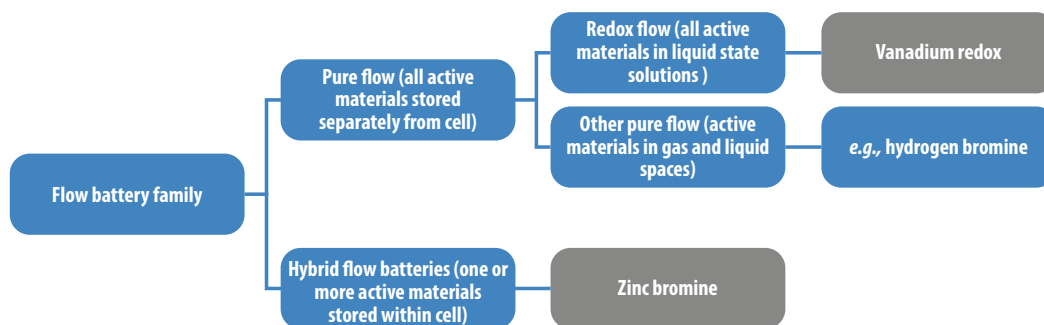 Redox flow (all active
materials in liquid state
solutions )
Vanadium redox
Pure flow (all active
materials stored
separately from cell)
Other pure flow (active
materials in gas and liquid
spaces)
e.g., hydrogen bromine
Flow battery family
Hybrid flow batteries (one or
more active materials
stored within cell)
Zinc bromine